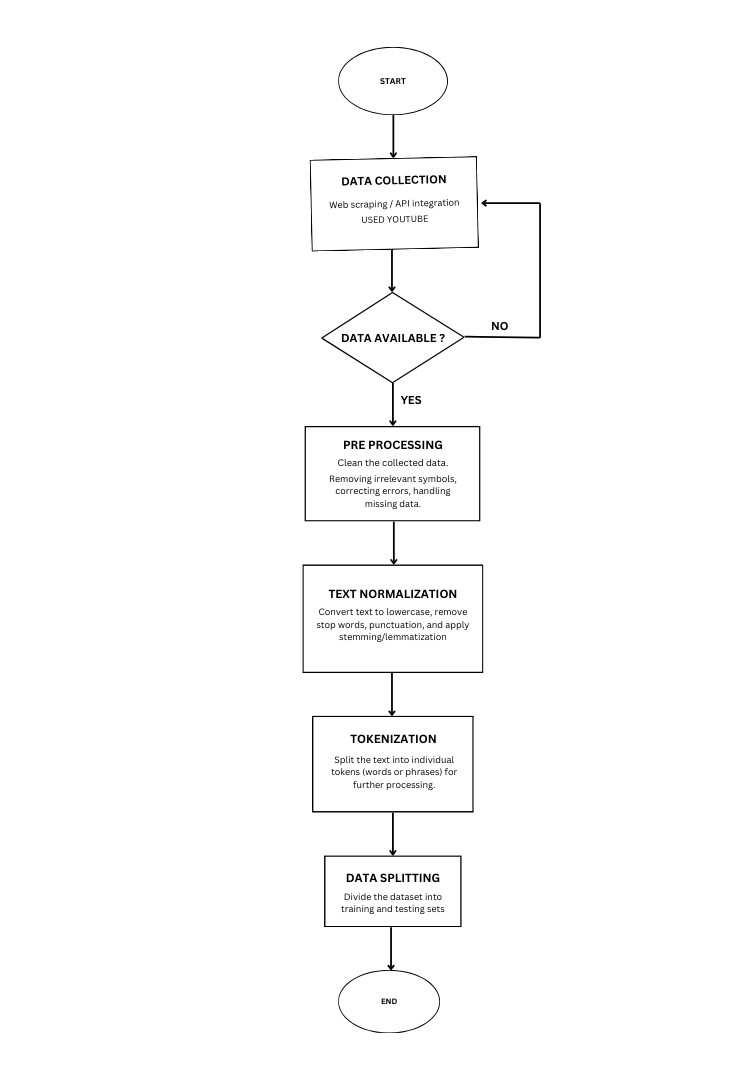 START
DATA COLLECTION
Web scraping / API integration
USED YOUTUBE
DATA AVAILABLE ?
NO
YES
PRE PROCESSING
Clean the collected data.
Removing irrelevant symbols,
correcting errors, handling
missing data.
TEXT NORMALIZATION
Convert text to lowercase, remove
stop words, punctuation, and apply
stemming/lemmatization
TOKENIZATION
Split the text into individual
tokens (words or phrases) for
further processing.
DATA SPLITTING
Divide the dataset into
training and testing sets
END